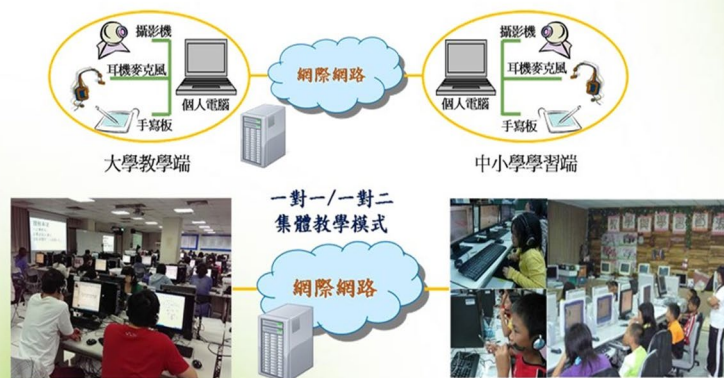 攝影機
耳機麥克風
個人電腦
手寫板
大學教學端
網際網路
攝影機
耳機麥克風
個人電腦
手寫板
中小學學習端
一對一/一對二
集體教學模式
網際網路